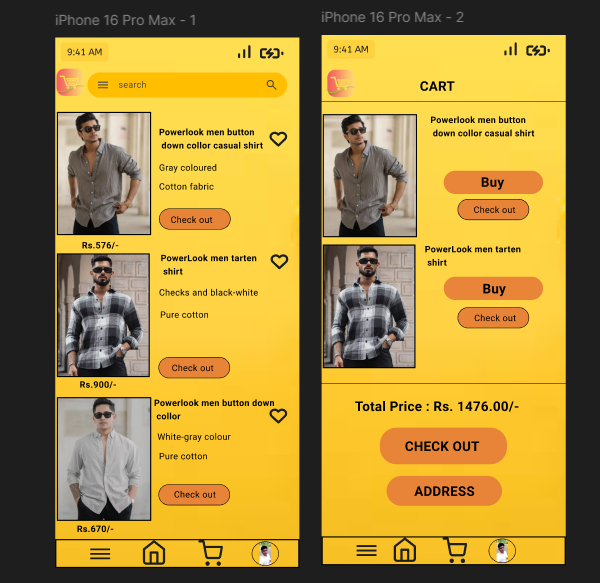 iPhone 16 Pro Max - 1
9:41 AM
search
Powerlook men button
down collor casual shirt
Gray coloured
Cotton fabric
Check out
Rs.576/-
PowerLook men tarten
shirt
Checks and black-white
Pure cotton
Check out
Rs.900/-
Powerlook men button down
collor
White-gray colour
Pure cotton
Check out
Rs.670/-
iPhone 16 Pro Max - 2
9:41 AM
CART
Powerlook men button
down collor casual shirt
Buy
Check out
PowerLook men tarten
shirt
Buy
Check out
Total Price : Rs. 1476.00/-
CHECK OUT
ADDRESS